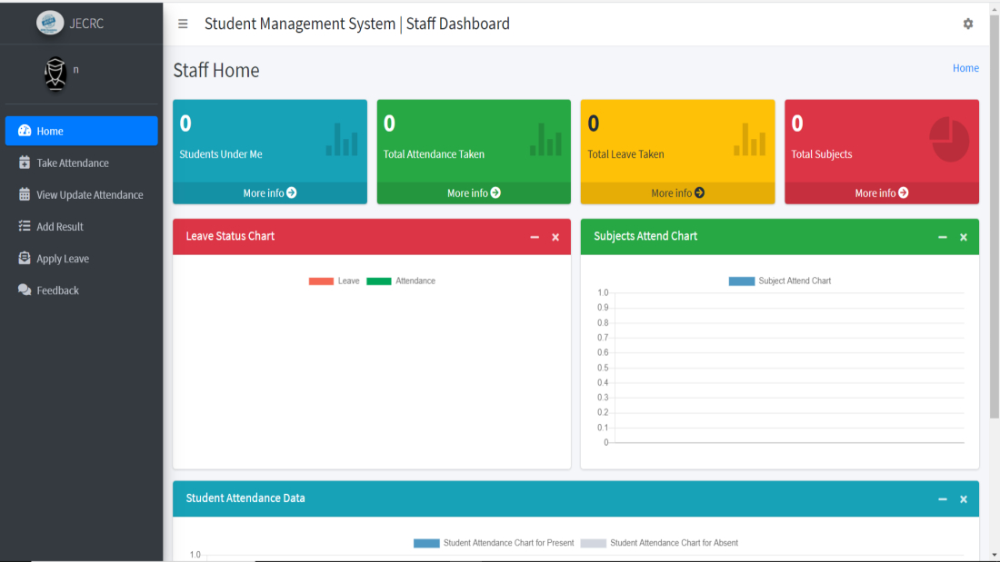 JECRC
Student Management System | Staff Dashboard
n
Staff Home
Home
Home
Take Attendance
View Update Attendance
Add Result
Apply Leave
Feedback
0
Students Under Me
More info
0
Total Attendance Taken
More info
0
Total Leave Taken
More info
0
Total Subjects
More info
Leave Status Chart
Leave
Attendance
Subjects Attend Chart
Subject Attend Chart
1.0
0.9
0.8
0.7
0.6
0.5
0.4
0.3
0.2
0.1
0
Student Attendance Data
Student Attendance Chart for Present
Student Attendance Chart for Absent
1.0